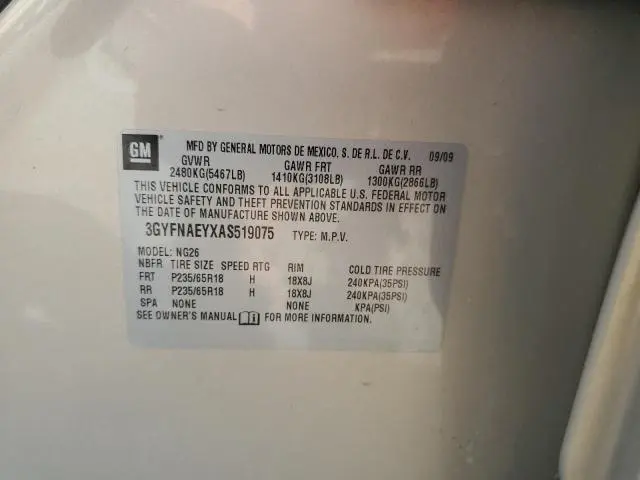 GM MFD BY GENERAL MOTORS DE MEXICO, S. DE R.L. DE C.V. 09/09
GVWR GAWR FRT GAWR RR
2480KG(5467LB) 1410KG(3108LB) 1300KG(2866LB)
THIS VEHICLE CONFORMS TO ALL APPLICABLE U.S. FEDERAL MOTOR
VEHICLE SAFETY AND THEFT PREVENTION STANDARDS IN EFFECT ON
THE DATE OF MANUFACTURE SHOWN ABOVE.
3GYFNAEYXAS519075 TYPE: M.P.V.
MODEL: NG26
NBFR TIRE SIZE SPEED RTG RIM COLD TIRE PRESSURE
FRT P235/65R18 H 18X8J 240KPA(35PSI)
RR P235/65R18 H 18X8J 240KPA(35PSI)
SPA NONE NONE KPA(PSI)
SEE OWNER'S MANUAL FOR MORE INFORMATION.